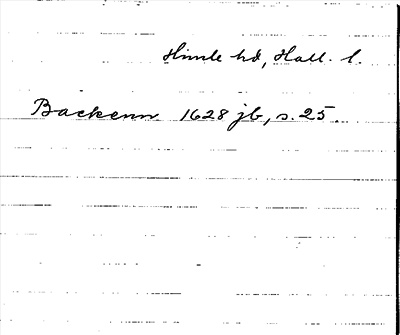 Himle hd, Hall. l.
Backenn 1628 jb, s. 25.